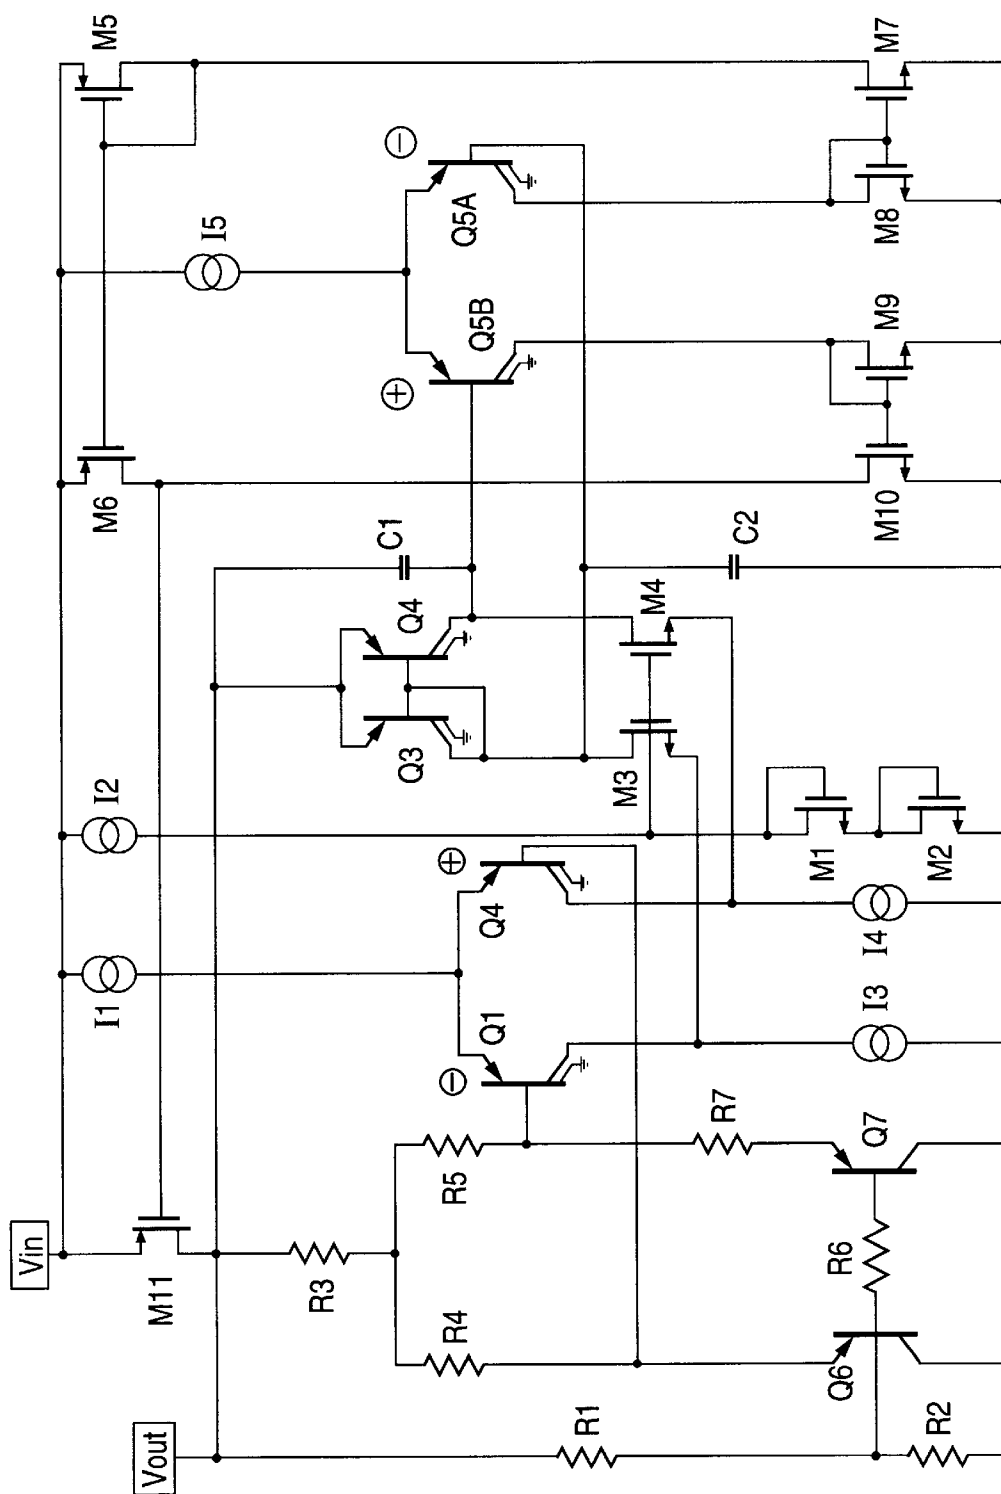 Vin
Vout
M11
I1
I2
I5
M6
M5
R3
R4
R5
R1
R2
R6
R7
Q6
Q7
−
+
Q1
Q4
I3
I4
Q3
Q4
C1
M3
M4
M1
M2
C2
+
−
Q5B
Q5A
M10
M9
M8
M7